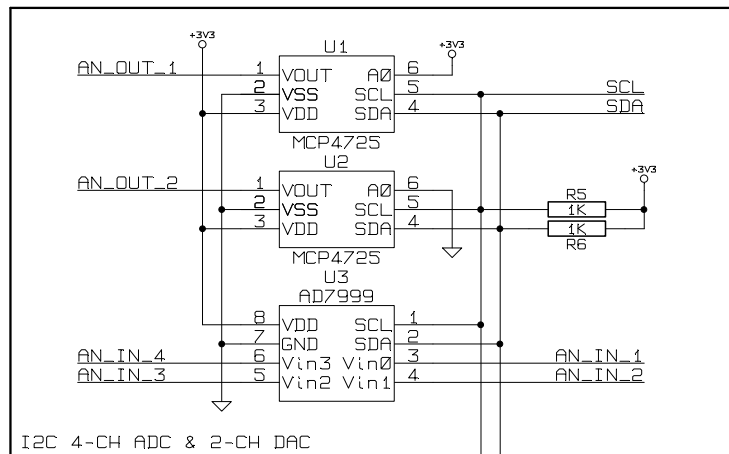 +3V3
U1
+3V3
AN_OUT_1 1 VOUT A0 6
2 VSS SCL 5 SCL
3 VDD SDA 4 SDA
MCP4725
U2
+3V3
AN_OUT_2 1 VOUT A0 6 R5
2 VSS SCL 5 1K
3 VDD SDA 4 1K
MCP4725 R6
U3
AD7999
8 VDD SCL 1
7 GND SDA 2
AN_IN_4 6 Vin3 Vin0 3 AN_IN_1
AN_IN_3 5 Vin2 Vin1 4 AN_IN_2
I2C 4-CH ADC & 2-CH DAC